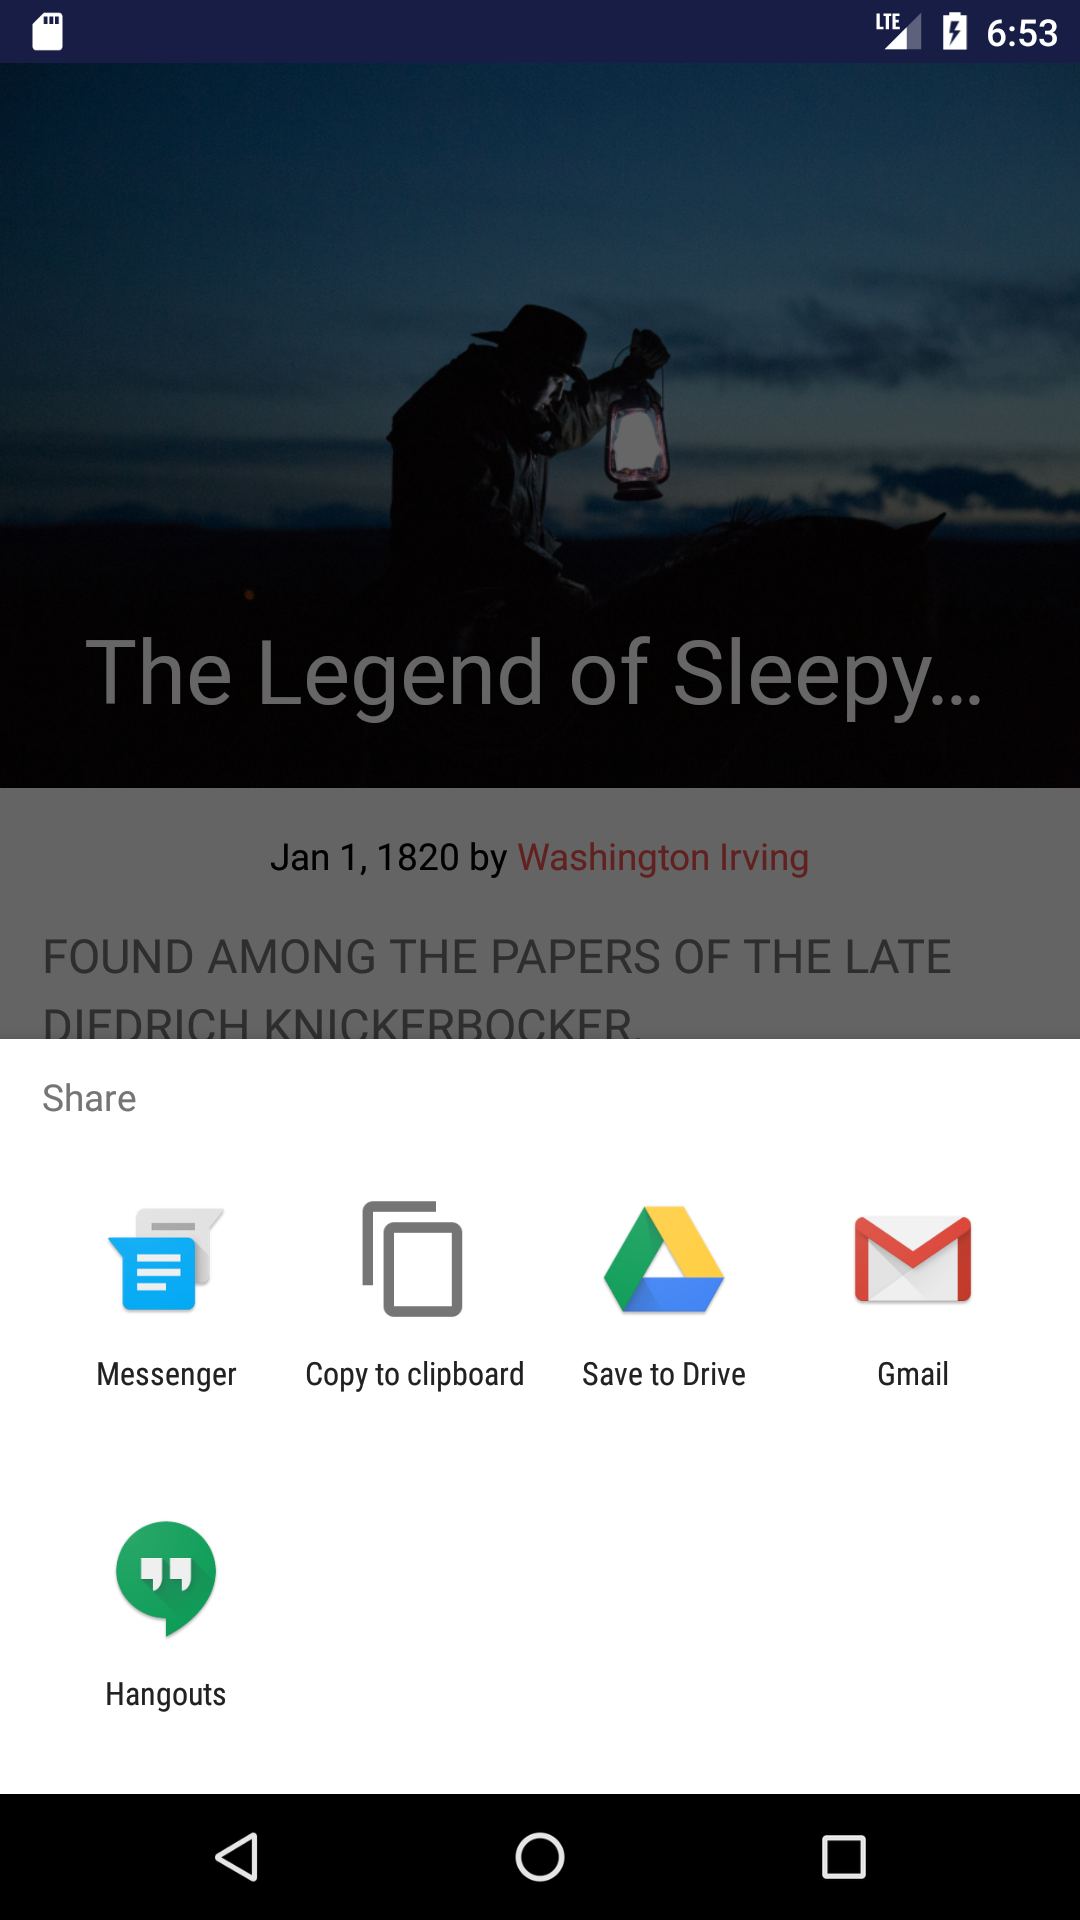 LTE 6:53
The Legend of Sleepy...
Jan 1, 1820 by Washington Irving
FOUND AMONG THE PAPERS OF THE LATE
DIEDRICH KNICKERBOCKER.
Share
Messenger
Copy to clipboard
Save to Drive
Gmail
Hangouts